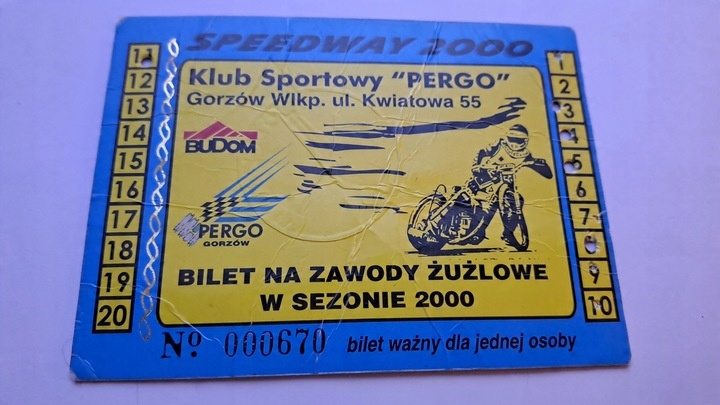 SPEEDWAY 2000
Klub Sportowy "PERGO"
Gorzów Wlkp. ul. Kwiatowa 55
BUDOM
PERGO
GORZÓW
BILET NA ZAWODY ŻUŻLOWE
W SEZONIE 2000
Nº 000670 bilet ważny dla jednej osoby
11
12
13
14
15
16
17
18
19
20
1
2
3
4
5
6
7
9
10